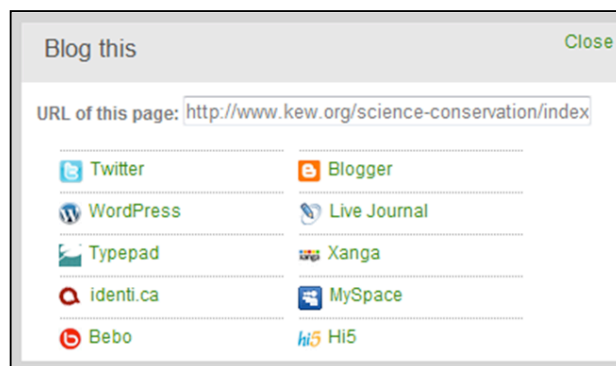 Blog this Close
URL of this page: http://www.kew.org/science-conservation/index
Twitter Blogger
WordPress Live Journal
Typepad Xanga
identi.ca MySpace
Bebo hi5 Hi5